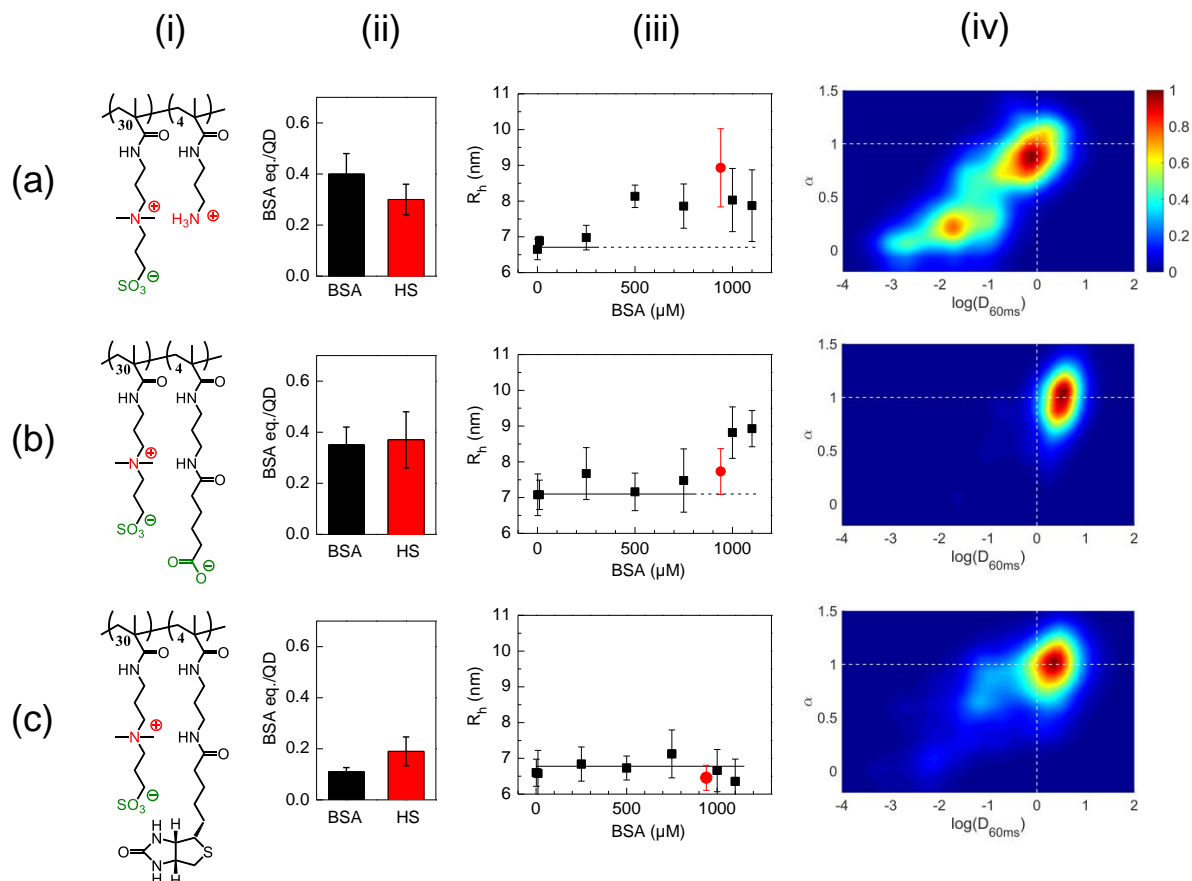 (i) (ii) (iii) (iv)
(a)
30 4
O O
HN HN
N ⊕ H₃N ⊕
SO₃ ⊖
BSA eq./QD
0.6
0.4
0.2
0.0
BSA HS
Rₕ (nm)
11
10
9
8
7
6
0 500 1000
BSA (µM)
α
1.5
1
0.5
0
-4 -3 -2 -1 0 1 2
log(D₆₀ₘₛ)
1
0.8
0.6
0.4
0.2
0
(b)
30 4
O O
HN HN
N ⊕ HN
O
SO₃ ⊖
O O ⊖
BSA eq./QD
0.6
0.4
0.2
0.0
BSA HS
Rₕ (nm)
11
10
9
8
7
6
5
0 500 1000
BSA (µM)
α
1.5
1
0.5
0
-4 -3 -2 -1 0 1 2
log(D₆₀ₘₛ)
(c)
30 4
O O
HN HN
N ⊕ HN
O
SO₃ ⊖
HN H
O S
N H
H
BSA eq./QD
0.6
0.4
0.2
0.0
BSA HS
Rₕ (nm)
11
10
9
8
7
6
5
0 500 1000
BSA (µM)
α
1.5
1
0.5
0
-4 -3 -2 -1 0 1 2
log(D₆₀ₘₛ)